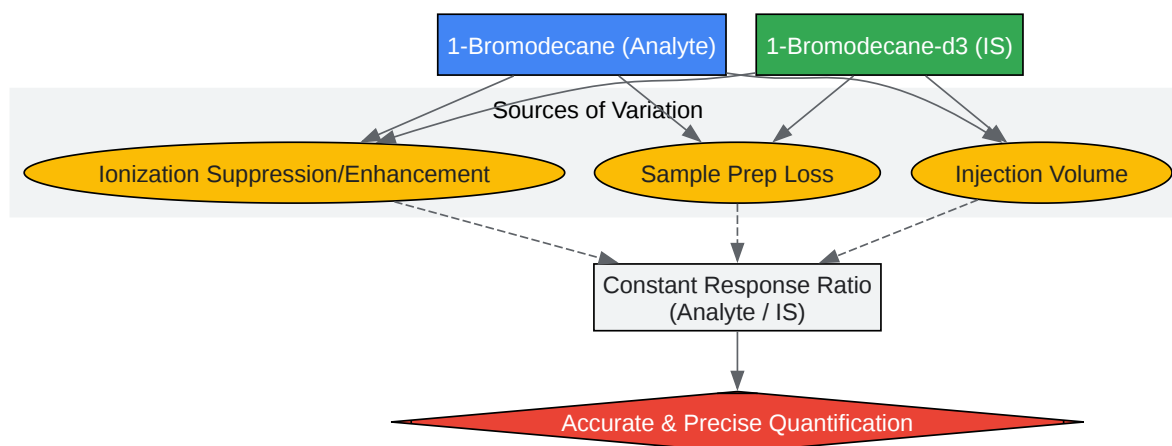 1-Bromodecane (Analyte)
1-Bromodecane-d3 (IS)
Sources of Variation
Ionization Suppression/Enhancement
Sample Prep Loss
Injection Volume
Constant Response Ratio
(Analyte / IS)
Accurate & Precise Quantification